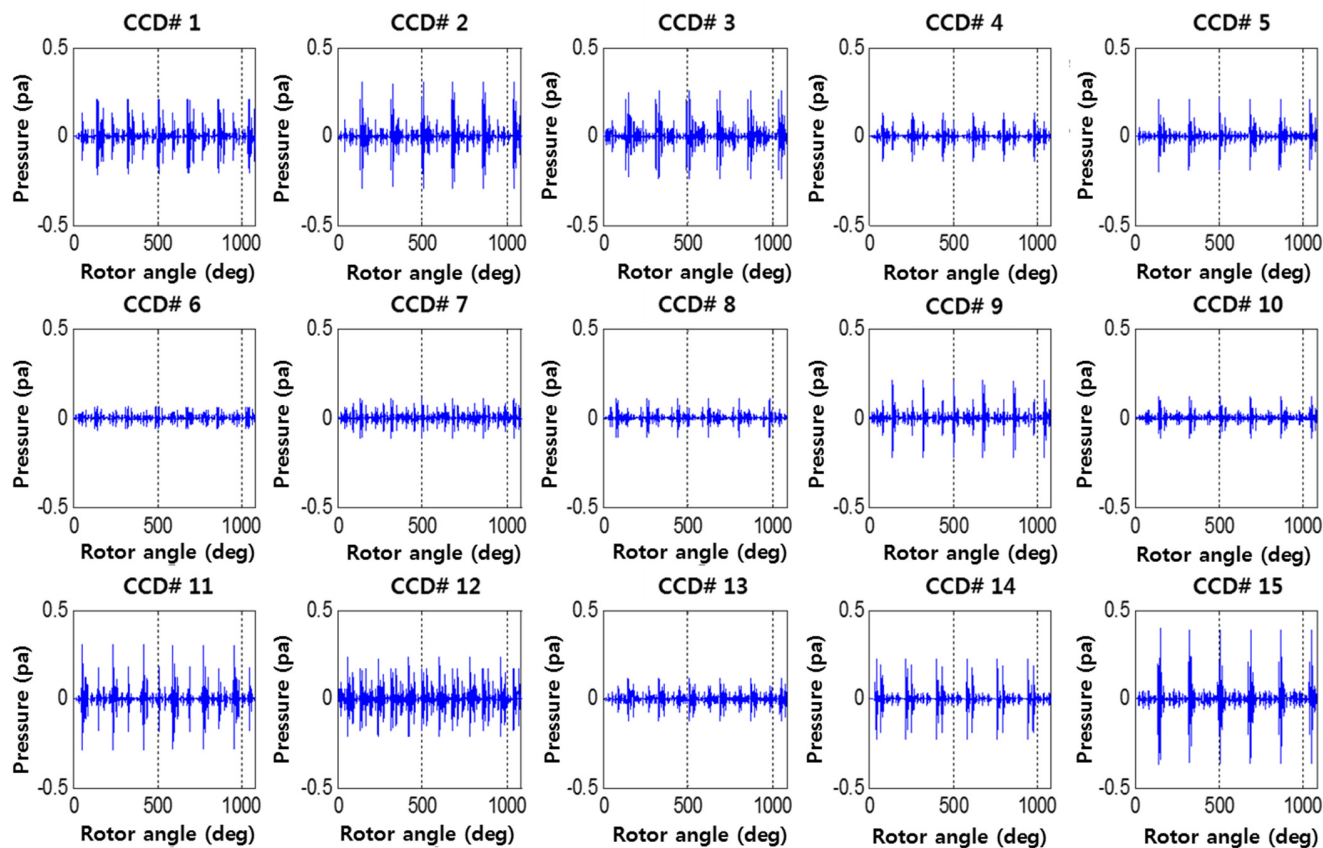 CCD# 1 CCD# 2 CCD# 3 CCD# 4 CCD# 5
0.5 0.5 0.5 0.5 0.5
Pressure (pa) Pressure (pa) Pressure (pa) Pressure (pa) Pressure (pa)
0 0 0 0 0
-0.5 -0.5 -0.5 -0.5 -0.5
0 500 1000 0 500 1000 0 500 1000 0 500 1000 0 500 1000
Rotor angle (deg) Rotor angle (deg) Rotor angle (deg) Rotor angle (deg) Rotor angle (deg)
CCD# 6 CCD# 7 CCD# 8 CCD# 9 CCD# 10
0.5 0.5 0.5 0.5 0.5
Pressure (pa) Pressure (pa) Pressure (pa) Pressure (pa) Pressure (pa)
0 0 0 0 0
-0.5 -0.5 -0.5 -0.5 -0.5
0 500 1000 0 500 1000 0 500 1000 0 500 1000 0 500 1000
Rotor angle (deg) Rotor angle (deg) Rotor angle (deg) Rotor angle (deg) Rotor angle (deg)
CCD# 11 CCD# 12 CCD# 13 CCD# 14 CCD# 15
0.5 0.5 0.5 0.5 0.5
Pressure (pa) Pressure (pa) Pressure (pa) Pressure (pa) Pressure (pa)
0 0 0 0 0
-0.5 -0.5 -0.5 -0.5 -0.5
0 500 1000 0 500 1000 0 500 1000 0 500 1000 0 500 1000
Rotor angle (deg) Rotor angle (deg) Rotor angle (deg) Rotor angle (deg) Rotor angle (deg)